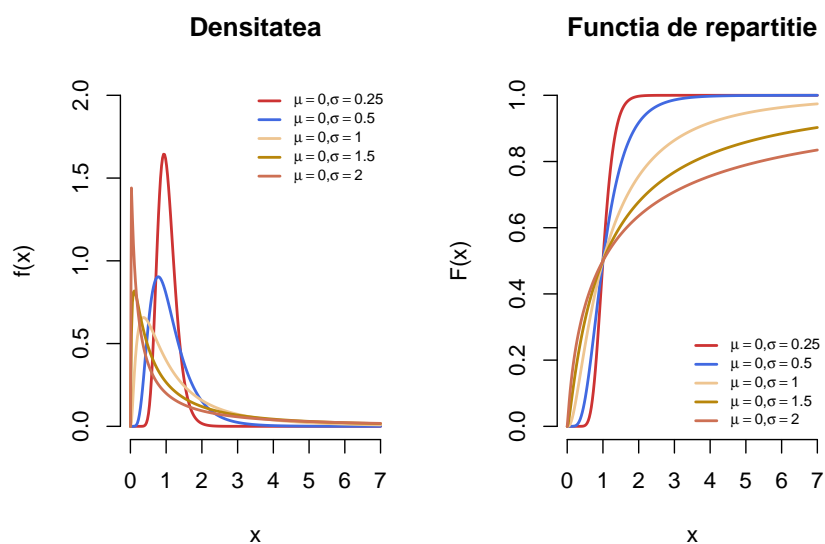 Densitatea
f(x)
2.0
1.5
1.0
0.5
0.0
μ = 0,σ = 0.25
μ = 0,σ = 0.5
μ = 0,σ = 1
μ = 0,σ = 1.5
μ = 0,σ = 2
0 1 2 3 4 5 6 7
x
Functia de repartitie
F(x)
1.0
0.8
0.6
0.4
0.2
0.0
μ = 0,σ = 0.25
μ = 0,σ = 0.5
μ = 0,σ = 1
μ = 0,σ = 1.5
μ = 0,σ = 2
0 1 2 3 4 5 6 7
x